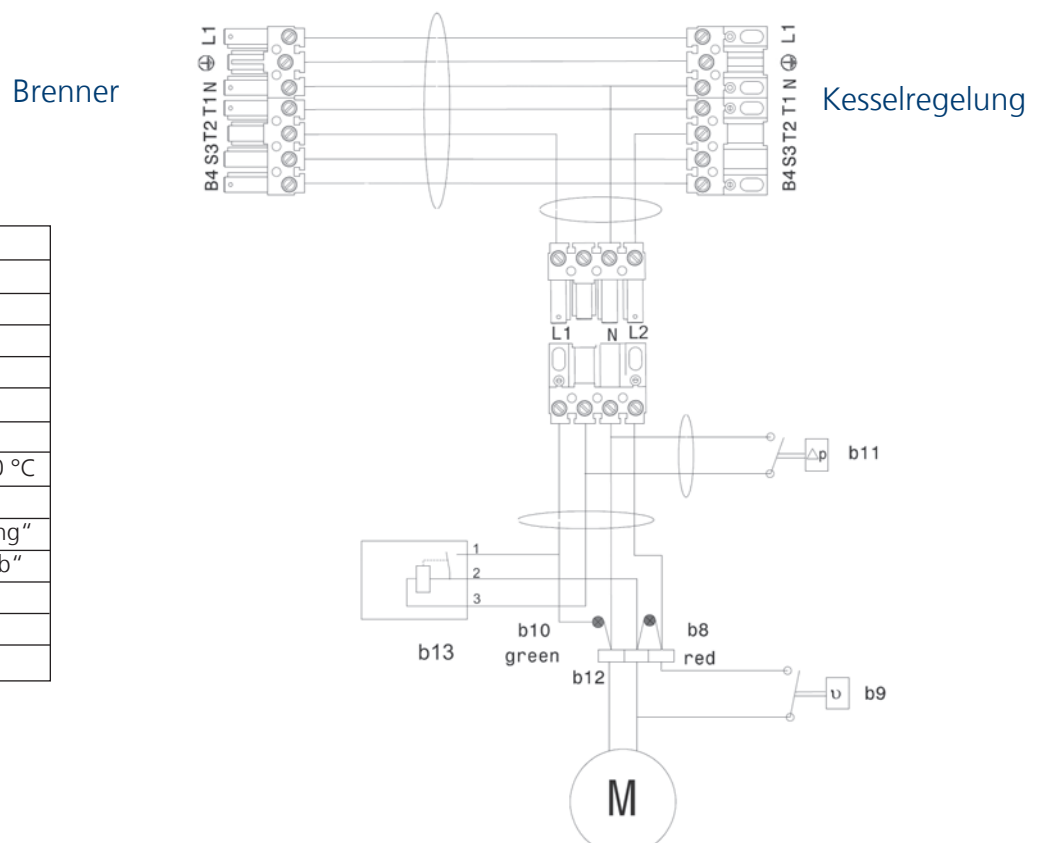 Brenner
L1
N
T1
T2
S3
B4
L1
N
T1
T2
S3
B4
Kesselregelung
0 °C
ng“
b“
L1 N L2
b11
1
2
3
b13
b10
green
b8
red
b12
△p
υ
b9
M